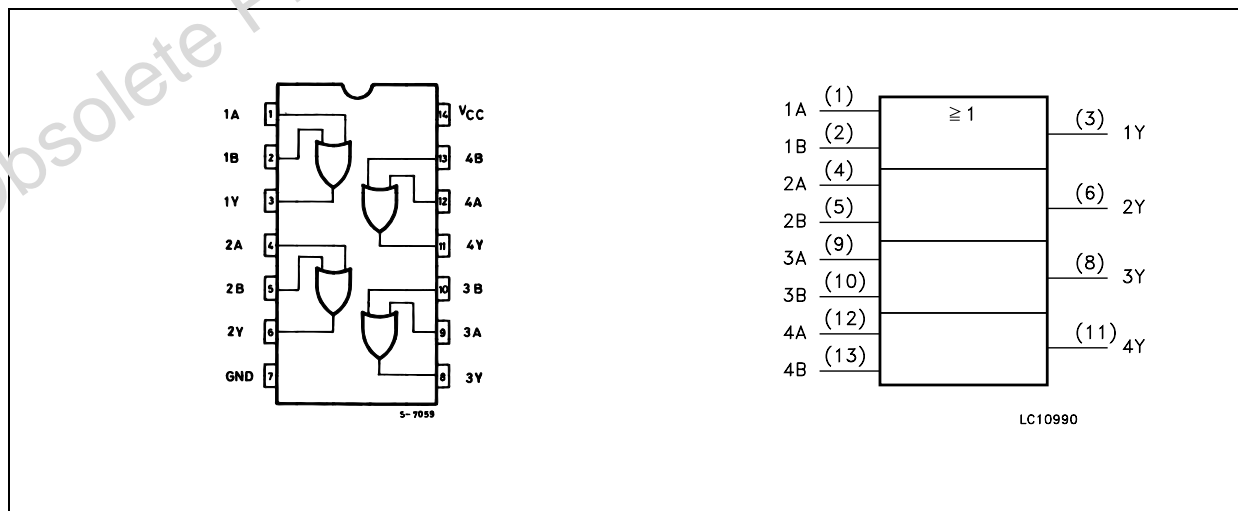 obsolete P
1A 1 14 VCC
1B 2 13 4B
1Y 3 12 4A
2A 4 11 4Y
2B 5 10 3B
2Y 6 9 3A
GND 7 8 3Y
S-7059
≧ 1
1A (1)
1B (2)
2A (4)
2B (5)
3A (9)
3B (10)
4A (12)
4B (13)
(3) 1Y
(6) 2Y
(8) 3Y
(11) 4Y
LC10990